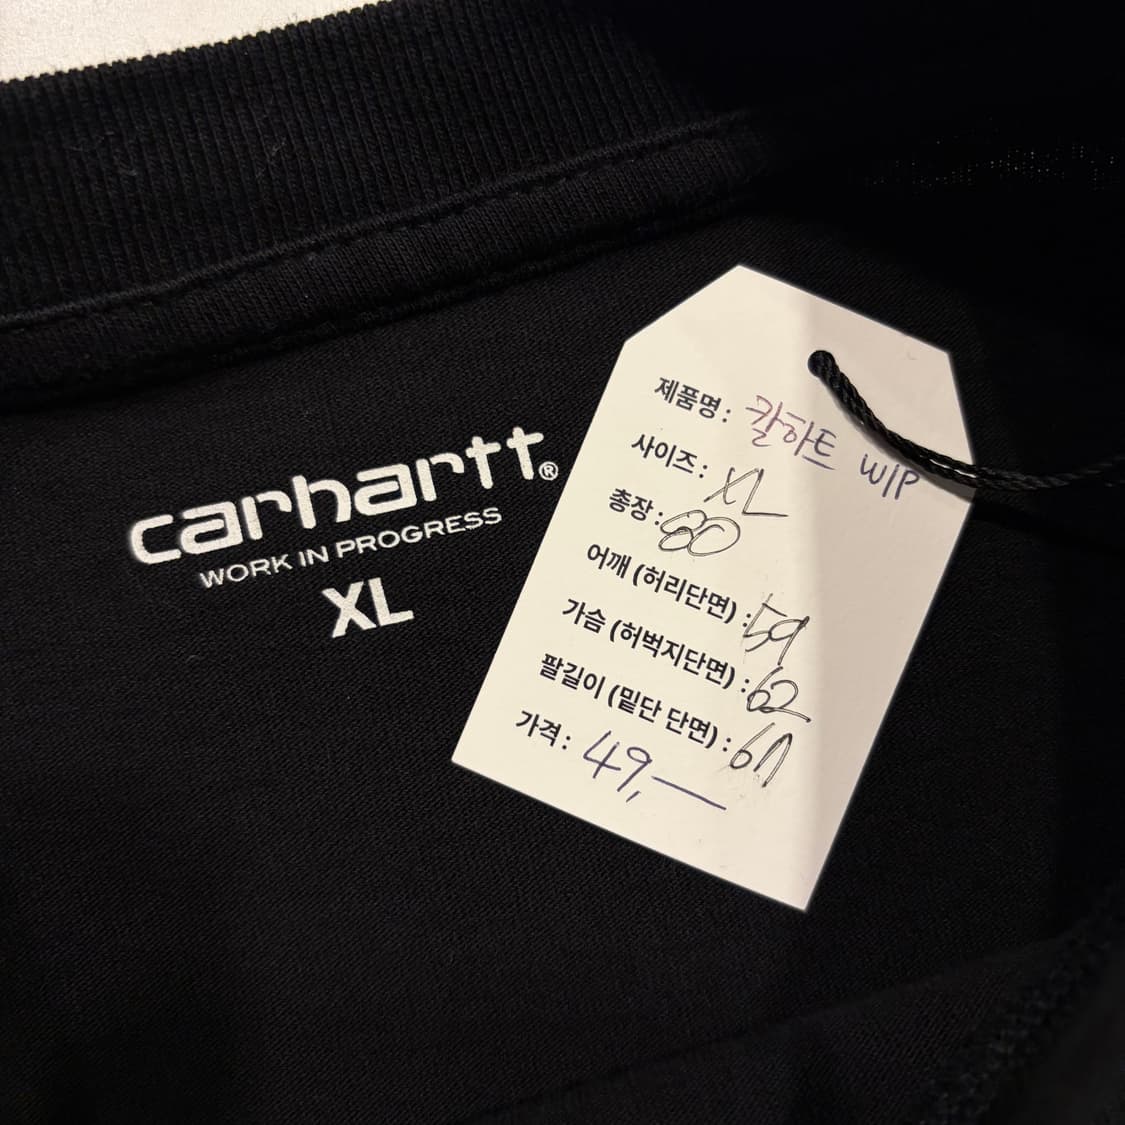 carhartt®
WORK IN PROGRESS
XL
제품명: 칼하트 WIP
사이즈: XL
총장: 80
어깨 (허리단면) : 59
가슴 (허벅지단면) : 62
팔길이 (밑단 단면) : 67
가격: 49,—